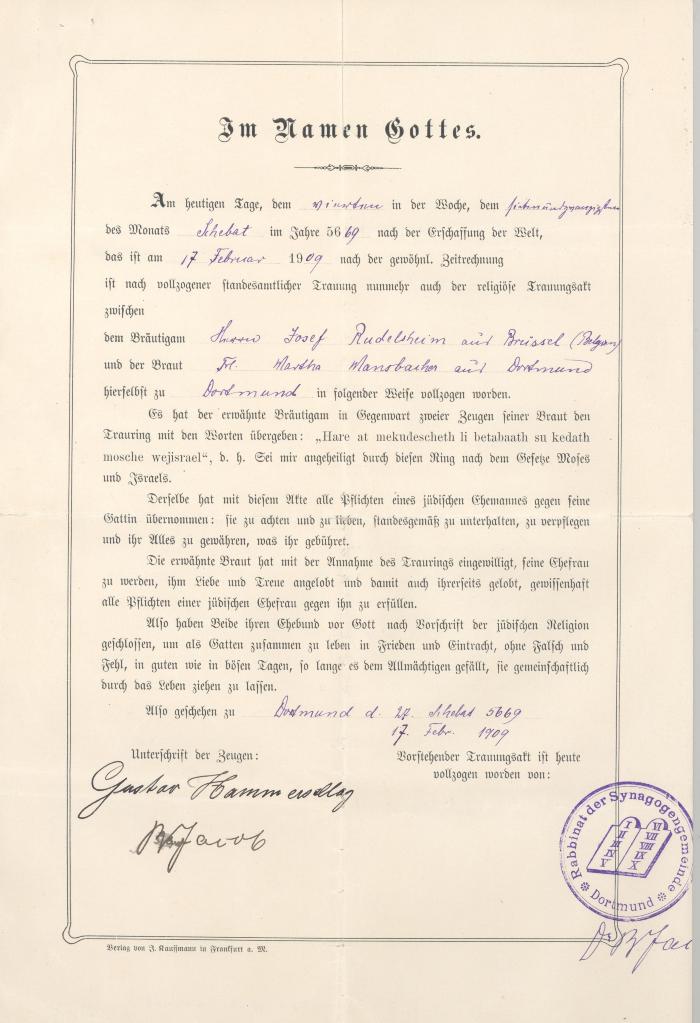 Im Namen Gottes.
Am heutigen Tage, dem vierten in der Woche, dem siebenundzwanzigsten
des Monats Schebat im Jahre 5669 nach der Erschaffung der Welt,
das ist am 17 Februar 1909 nach der gewöhnl. Zeitrechnung
ist nach vollzogener standesamtlicher Trauung nunmehr auch der religiöse Trauungsakt
zwischen
dem Bräutigam Herrn Josef Rudelsheim aus Brüssel (Belgien)
und der Braut Frl. Martha Mansbacher aus Dortmund
hierselbst zu Dortmund in folgender Weise vollzogen worden.
Es hat der erwähnte Bräutigam in Gegenwart zweier Zeugen seiner Braut den
Trauring mit den Worten übergeben: „Hare at mekudescheth li betabaath su kedath
mosche wejisrael", d. h. Sei mir angeheiligt durch diesen Ring nach dem Gesetze Moses
und Israels.
Derselbe hat mit diesem Akte alle Pflichten eines jüdischen Ehemannes gegen seine
Gattin übernommen: sie zu achten und zu lieben, standesgemäß zu unterhalten, zu verpflegen
und ihr Alles zu gewähren, was ihr gebühret.
Die erwähnte Braut hat mit der Annahme des Traurings eingewilligt, seine Ehefrau
zu werden, ihm Liebe und Treue angelobt und damit auch ihrerseits gelobt, gewissenhaft
alle Pflichten einer jüdischen Ehefrau gegen ihn zu erfüllen.
Also haben Beide ihren Ehebund vor Gott nach Vorschrift der jüdischen Religion
geschlossen, um als Gatten zusammen zu leben in Frieden und Eintracht, ohne Falsch und
Fehl, in guten wie in bösen Tagen, so lange es dem Allmächtigen gefällt, sie gemeinschaftlich
durch das Leben ziehen zu lassen.
Also geschehen zu Dortmund d. 27. Schebat 5669
17. Febr. 1909
Unterschrift der Zeugen:
Vorstehender Trauungsakt ist heute
vollzogen worden von:
Gustav Hammerschlag
Jacob
Rabbinat der Synagogengemeinde
Dortmund
I II III IV V
VI VII VIII IX X
Dr B Jac
Verlag von J. Kauffmann in Frankfurt a. M.